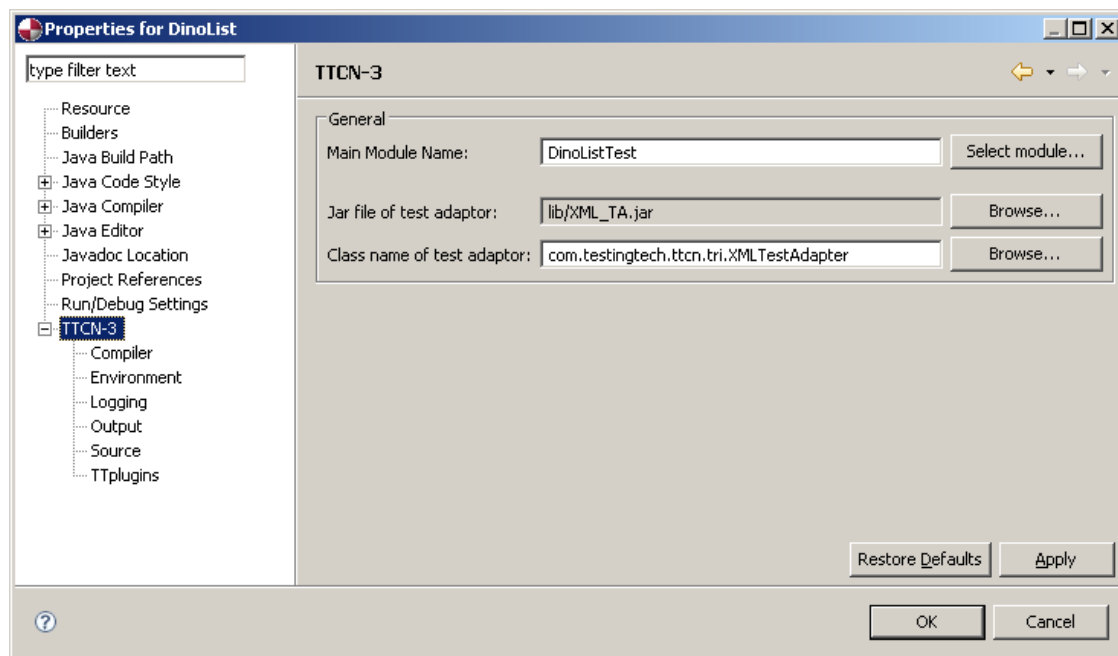 Properties for DinoList
type filter text
Resource
Builders
Java Build Path
Java Code Style
Java Compiler
Java Editor
Javadoc Location
Project References
Run/Debug Settings
TTCN-3
Compiler
Environment
Logging
Output
Source
TTplugins
TTCN-3
General
Main Module Name: DinoListTest Select module...
Jar file of test adaptor: lib/XML_TA.jar Browse...
Class name of test adaptor: com.testingtech.ttcn.tri.XMLTestAdapter Browse...
Restore Defaults Apply
? OK Cancel